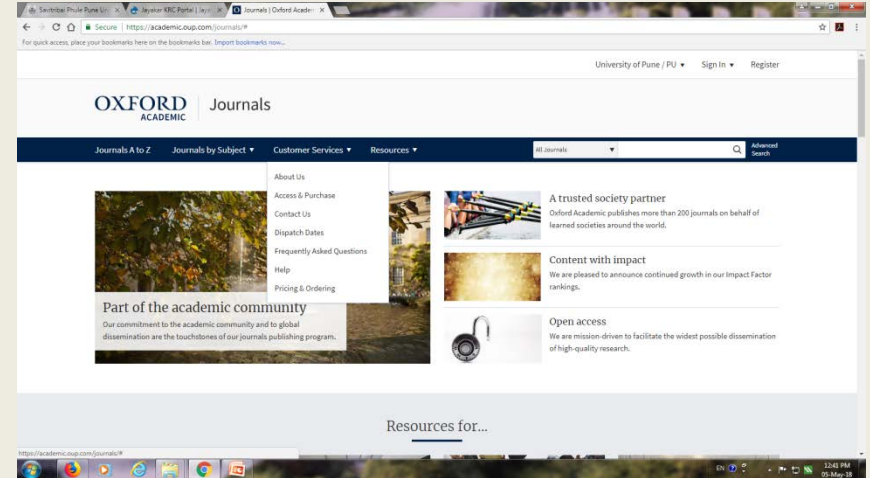 Savitribai Phule Pune Uni
Jayakar KRC Portal | Jaya
Journals | Oxford Academ
Secure | https://academic.oup.com/journals/#
For quick access, place your bookmarks here on the bookmarks bar. Import bookmarks now...
University of Pune / PU ▼ Sign In ▼ Register
OXFORD
ACADEMIC
Journals
Journals A to Z Journals by Subject ▼ Customer Services ▼ Resources ▼
All Journals ▼
Advanced
Search
About Us
Access & Purchase
Contact Us
Dispatch Dates
Frequently Asked Questions
Help
Pricing & Ordering
Part of the academic community
Our commitment to the academic community and to global
dissemination are the touchstones of our journals publishing program.
A trusted society partner
Oxford Academic publishes more than 200 journals on behalf of
learned societies around the world.
Content with impact
We are pleased to announce continued growth in our Impact Factor
rankings.
Open access
We are mission-driven to facilitate the widest possible dissemination
of high-quality research.
Resources for...
https://academic.oup.com/journals/#
EN
12:41 PM
05-May-18